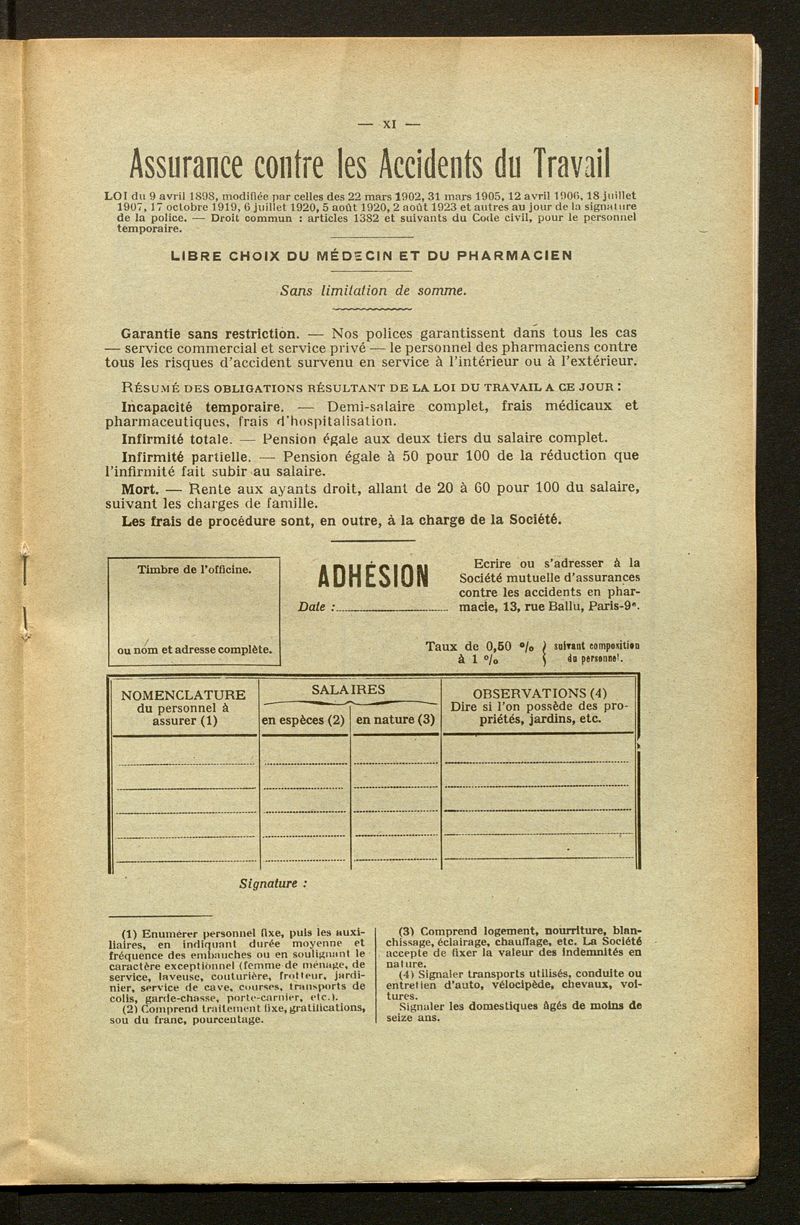 — XI —
Assurance contre les Accidents du Travail
LOI du 9 avril 1898, modifiée par celles des 22 mars 1902, 31 mars 1905, 12 avril 1906, 18 juillet
1907, 17 octobre 1919, 6 juillet 1920, 5 août 1920, 2 août 1923 et autres au jour de la signature
de la police. — Droit commun : articles 1382 et suivants du Code civil, pour le personnel
temporaire.
LIBRE CHOIX DU MÉDECIN ET DU PHARMACIEN
Sans limitation de somme.
Garantie sans restriction. — Nos polices garantissent dans tous les cas
— service commercial et service privé — le personnel des pharmaciens contre
tous les risques d'accident survenu en service à l'intérieur ou à l'extérieur.
RÉSUMÉ DES OBLIGATIONS RÉSULTANT DE LA LOI DU TRAVAIL A CE JOUR :
Incapacité temporaire. — Demi-salaire complet, frais médicaux et
pharmaceutiques, frais d'hospitalisation.
Infirmité totale. — Pension égale aux deux tiers du salaire complet.
Infirmité partielle. — Pension égale à 50 pour 100 de la réduction que
l'infirmité fait subir au salaire.
Mort. — Rente aux ayants droit, allant de 20 à 60 pour 100 du salaire,
suivant les charges de famille.
Les frais de procédure sont, en outre, à la charge de la Société.
Timbre de l'officine.
ou nom et adresse complète.
ADHÉSION
Date :
Ecrire ou s'adresser à la
Société mutuelle d'assurances
contre les accidents en phar-
macie, 13, rue Ballu, Paris-9e.
Taux de 0,50 % } suivant composition
à 1 % } du personnel.
NOMENCLATURE
du personnel à
assurer (1)
SALAIRES
en espèces (2)
en nature (3)
OBSERVATIONS (4)
Dire si l'on possède des pro-
priétés, jardins, etc.
Signature :
(1) Enumérer personnel fixe, puis les auxi-
liaires, en indiquant durée moyenne et
fréquence des embauches ou en soulignant le
caractère exceptionnel (femme de ménage, de
service, laveuse, couturière, frotteur, jardi-
nier, service de cave, courses, transports de
colis, garde-chasse, porte-carnier, etc.).
(2) Comprend traitement fixe, gratifications,
sou du franc, pourcentage.
(3) Comprend logement, nourriture, blan-
chissage, éclairage, chauffage, etc. La Société
accepte de fixer la valeur des indemnités en
nature.
(4) Signaler transports utilisés, conduite ou
entretien d'auto, vélocipède, chevaux, voi-
tures.
Signaler les domestiques âgés de moins de
seize ans.